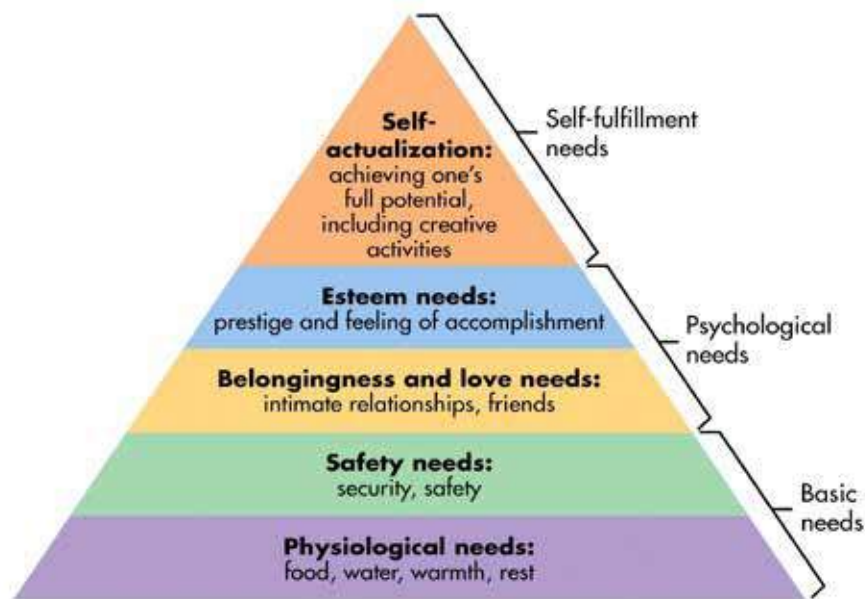 Self-
actualization:
achieving one's
full potential,
including creative
activities
Self-fulfillment
needs
Esteem needs:
prestige and feeling of accomplishment
Belongingness and love needs:
intimate relationships, friends
Psychological
needs
Safety needs:
security, safety
Physiological needs:
food, water, warmth, rest
Basic
needs